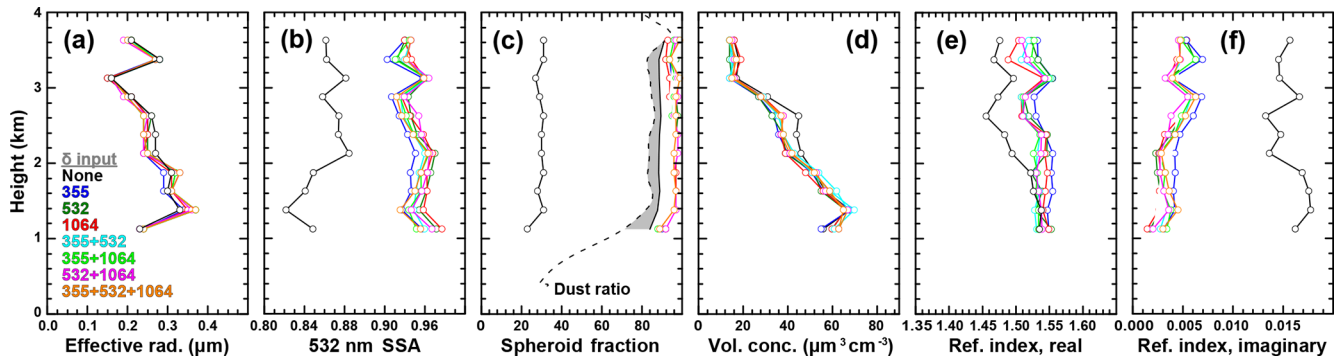 (a) (b) (c) (d) (e) (f)
Height (km)
4
3
2
1
0
δ input
None
355
532
1064
355+532
355+1064
532+1064
355+532+1064
Dust ratio
0.0 0.1 0.2 0.3 0.4
0.80 0.84 0.88 0.90 0.96
0 20 40 60 80
0 20 40 60 80
1.35 1.40 1.45 1.50 1.55 1.60
0.000 0.005 0.010 0.015
Effective rad. (μm)
532 nm SSA
Spheroid fraction
Vol. conc. (μm³ cm⁻³)
Ref. index, real
Ref. index, imaginary